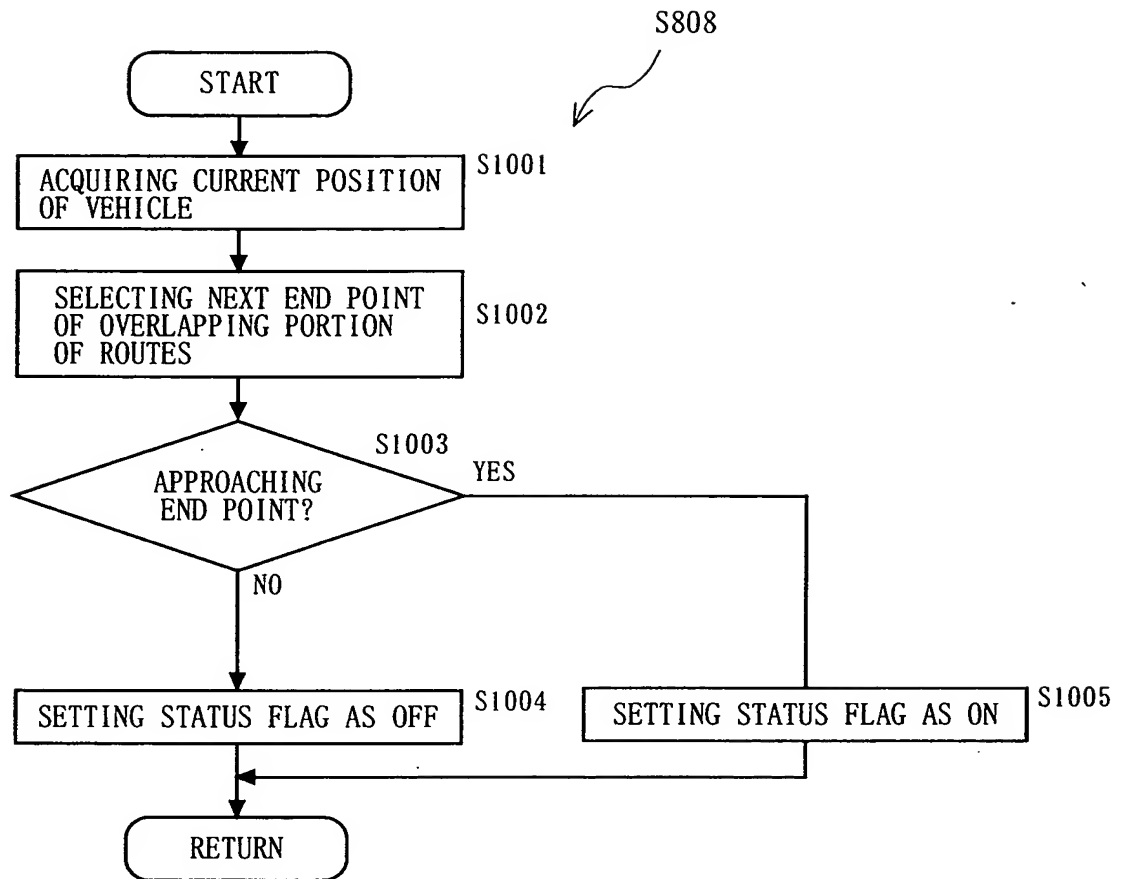 S808
START
S1001
ACQUIRING CURRENT POSITION
OF VEHICLE
SELECTING NEXT END POINT
OF OVERLAPPING PORTION
OF ROUTES
S1002
S1003
APPROACHING
END POINT?
YES
NO
SETTING STATUS FLAG AS OFF
S1004
SETTING STATUS FLAG AS ON
S1005
RETURN